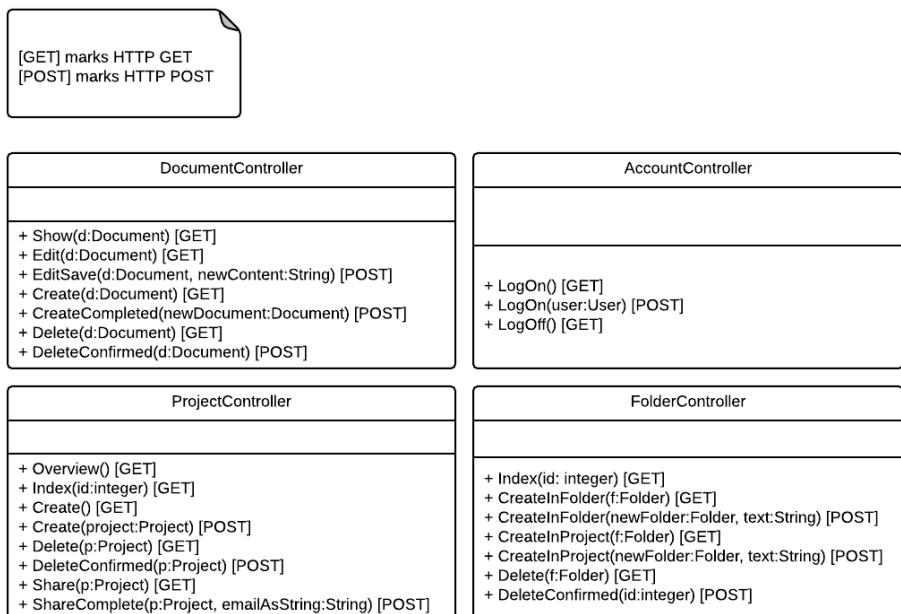 [GET] marks HTTP GET
[POST] marks HTTP POST
DocumentController
+ Show(d:Document) [GET]
+ Edit(d:Document) [GET]
+ EditSave(d:Document, newContent:String) [POST]
+ Create(d:Document) [GET]
+ CreateCompleted(newDocument:Document) [POST]
+ Delete(d:Document) [GET]
+ DeleteConfirmed(d:Document) [POST]
AccountController
+ LogOn() [GET]
+ LogOn(user:User) [POST]
+ LogOff() [GET]
ProjectController
+ Overview() [GET]
+ Index(id:integer) [GET]
+ Create() [GET]
+ Create(project:Project) [POST]
+ Delete(p:Project) [GET]
+ DeleteConfirmed(p:Project) [POST]
+ Share(p:Project) [GET]
+ ShareComplete(p:Project, emailAsString:String) [POST]
FolderController
+ Index(id: integer) [GET]
+ CreateInFolder(f:Folder) [GET]
+ CreateInFolder(newFolder:Folder, text:String) [POST]
+ CreateInProject(f:Folder) [GET]
+ CreateInProject(newFolder:Folder, text:String) [POST]
+ Delete(f:Folder) [GET]
+ DeleteConfirmed(id:integer) [POST]